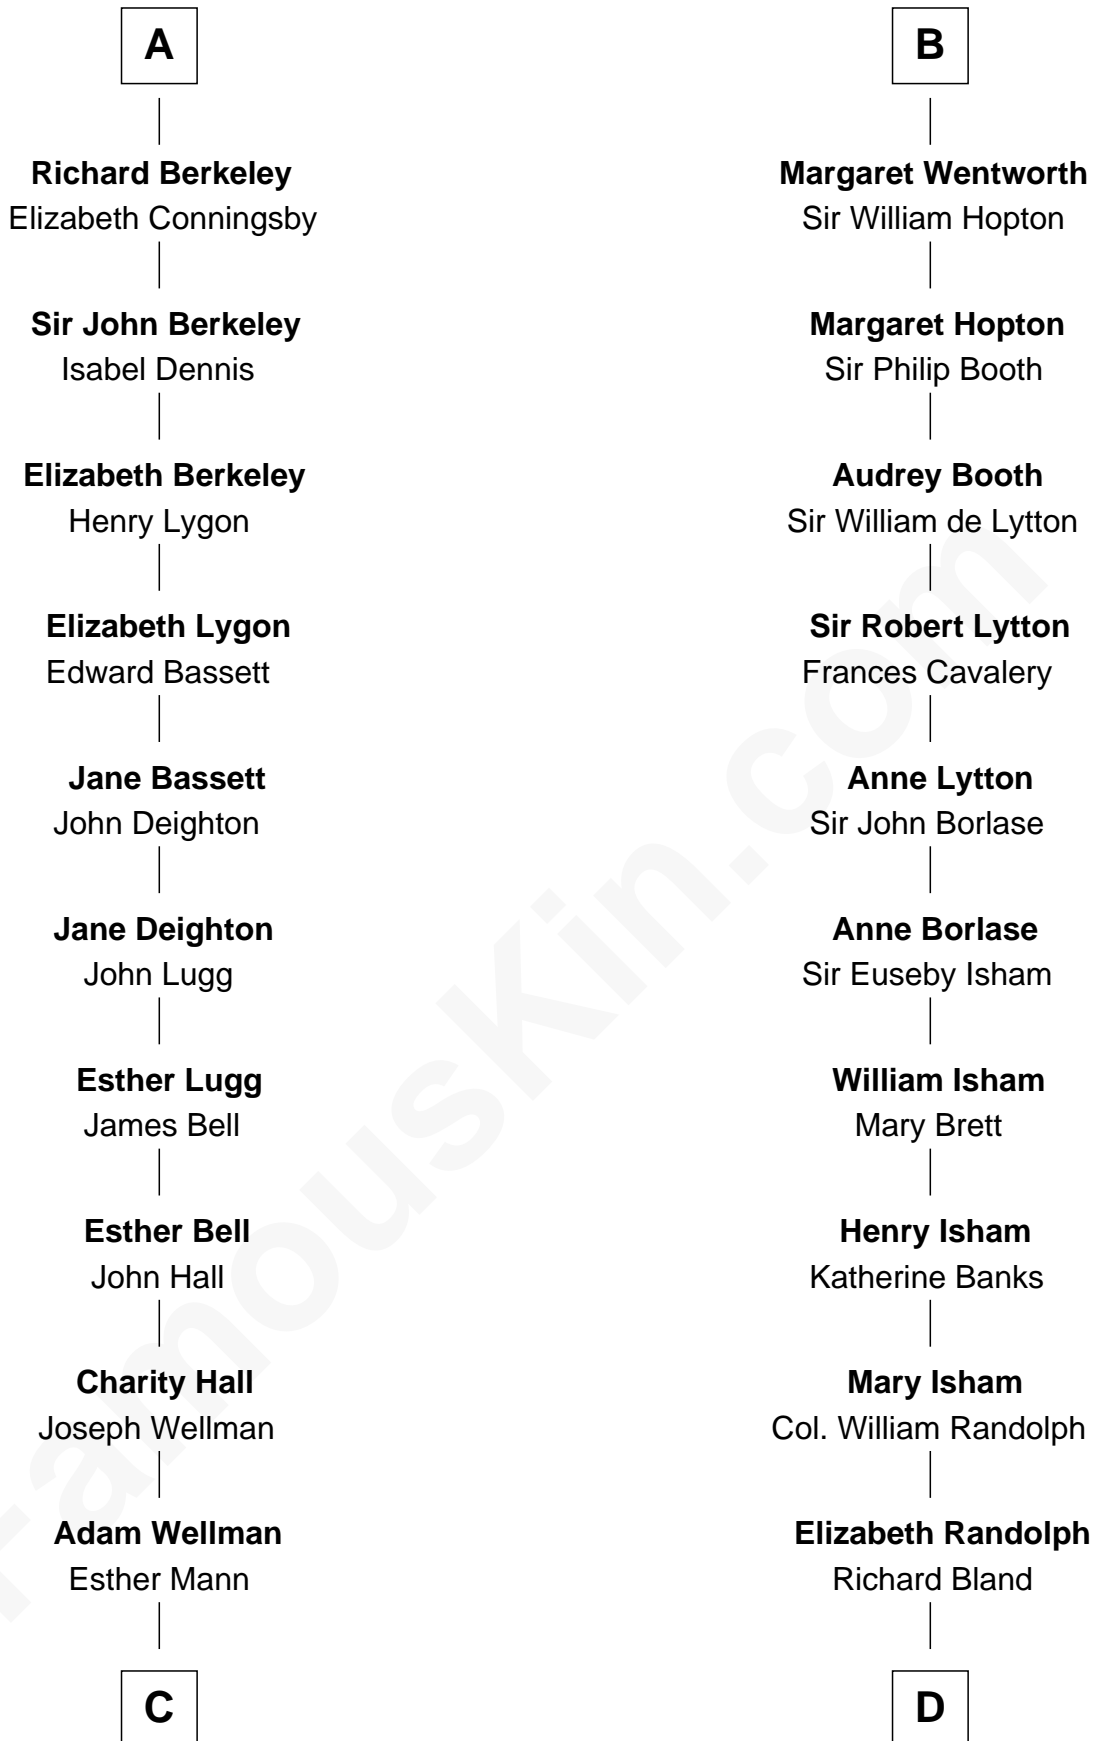 A
Richard Berkeley
Elizabeth Conningsby
Sir John Berkeley
Isabel Dennis
Elizabeth Berkeley
Henry Lygon
Elizabeth Lygon
Edward Bassett
Jane Bassett
John Deighton
Jane Deighton
John Lugg
Esther Lugg
James Bell
Esther Bell
John Hall
Charity Hall
Joseph Wellman
Adam Wellman
Esther Mann
C
B
Margaret Wentworth
Sir William Hopton
Margaret Hopton
Sir Philip Booth
Audrey Booth
Sir William de Lytton
Sir Robert Lytton
Frances Cavalery
Anne Lytton
Sir John Borlase
Anne Borlase
Sir Euseby Isham
William Isham
Mary Brett
Henry Isham
Katherine Banks
Mary Isham
Col. William Randolph
Elizabeth Randolph
Richard Bland
D
FamousKin.com